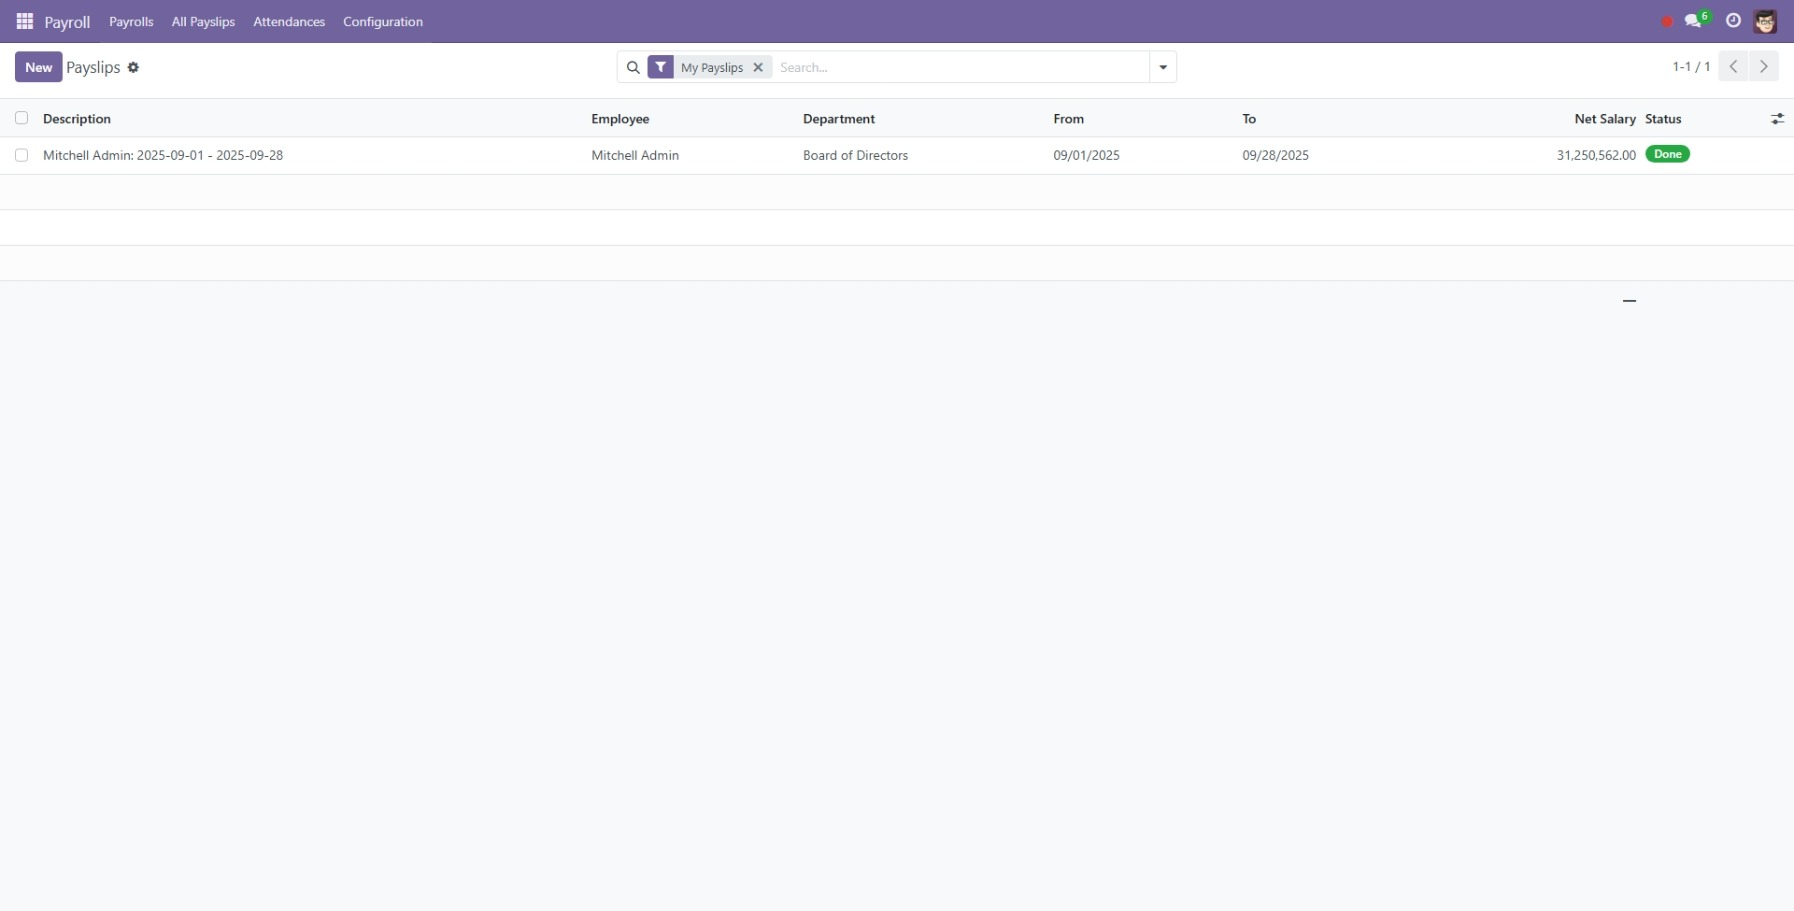 Payroll Payrolls All Payslips Attendances Configuration 6
New Payslips My Payslips Search... 1-1 / 1
Description Employee Department From To Net Salary Status
Mitchell Admin: 2025-09-01 - 2025-09-28 Mitchell Admin Board of Directors 09/01/2025 09/28/2025 31,250,562.00 Done
—